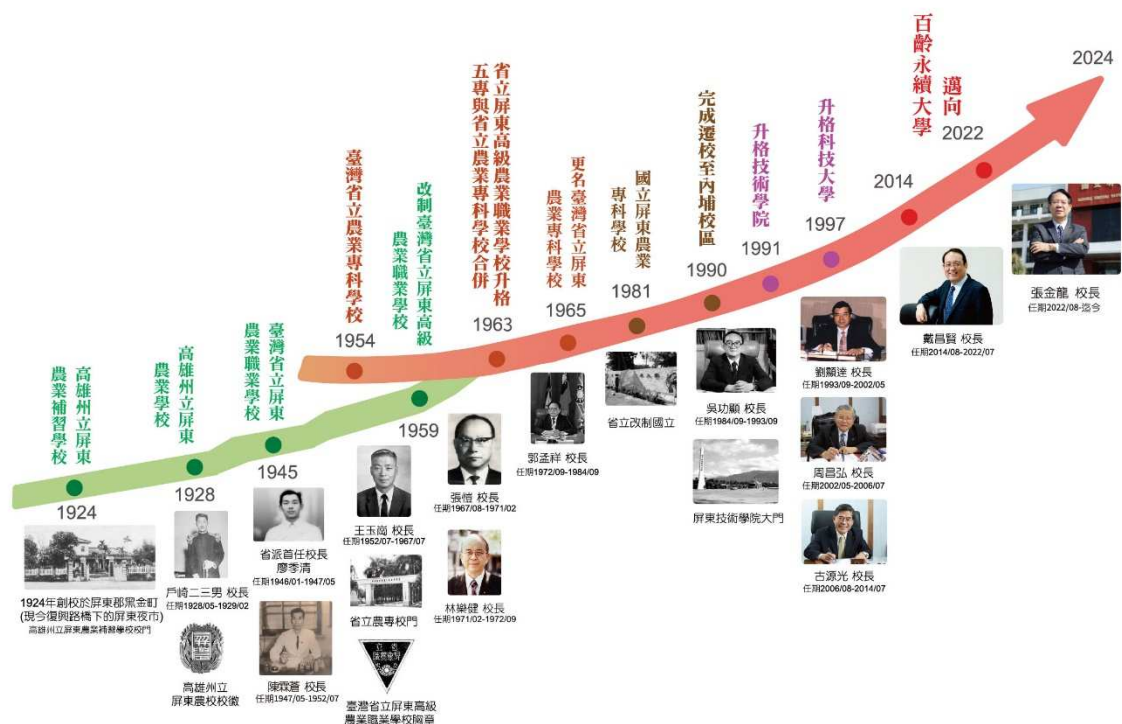 高雄州立屏東
農業補習學校
1924
1924年創校於屏東郡黑金町
(現今復興路橋下的屏東夜市)
高雄州立屏東農業補習學校校門
高雄州立屏東
農業學校
1928
戶崎二三男 校長
任期1928/05-1929/02
高雄州立
屏東農校校徽
臺灣省立屏東
農業職業學校
1945
省派首任校長
廖季清
任期1946/01-1947/05
陳霖蒼 校長
任期1947/05-1952/07
臺灣省立農業專科學校
1954
改制臺灣省立屏東高級
農業職業學校
1959
王玉崗 校長
任期1952/07-1967/07
省立農專校門
臺灣省立屏東高級
農業職業學校胸章
省立屏東高級農業職業學校升格
五專與省立農業專科學校合併
1963
張愷 校長
任期1967/08-1971/02
林樂健 校長
任期1971/02-1972/09
更名臺灣省立屏東
農業專科學校
1965
郭孟祥 校長
任期1972/09-1984/09
國立屏東農業
專科學校
1981
省立改制國立
完成遷校至內埔校區
1990
吳功顯 校長
任期1984/09-1993/09
屏東技術學院大門
升格技術學院
1991
升格科技大學
1997
劉顯達 校長
任期1993/09-2002/05
周昌弘 校長
任期2002/05-2006/07
古源光 校長
任期2006/08-2014/07
2014
戴昌賢 校長
任期2014/08-2022/07
邁向
百齡永續大學
2022
張金龍 校長
任期2022/08-迄今
2024